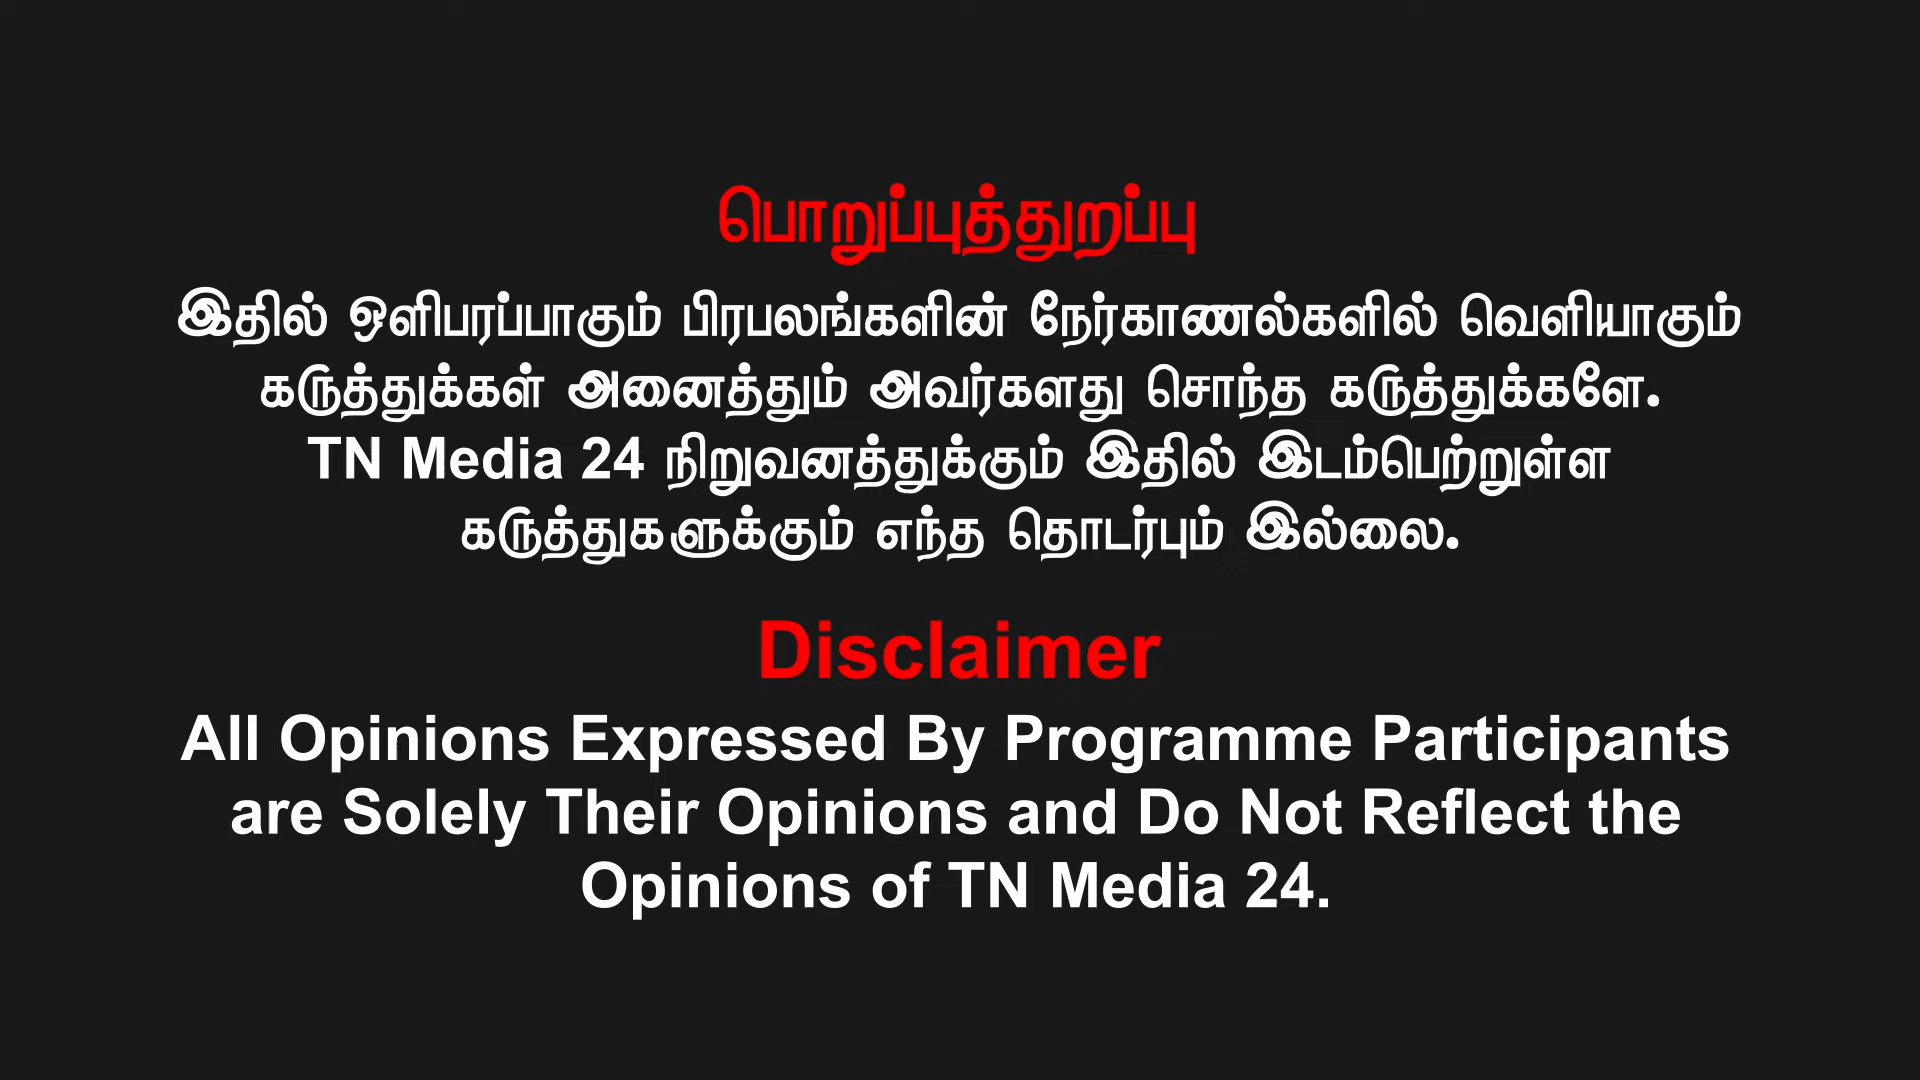 பொறுப்புத்துறப்பு
இதில் ஒளிபரப்பாகும் பிரபலங்களின் நேர்காணல்களில் வெளியாகும்
கருத்துக்கள் அனைத்தும் அவர்களது சொந்த கருத்துக்களே.
TN Media 24 நிறுவனத்துக்கும் இதில் இடம்பெற்றுள்ள
கருத்துகளுக்கும் எந்த தொடர்பும் இல்லை.
Disclaimer
All Opinions Expressed By Programme Participants
are Solely Their Opinions and Do Not Reflect the
Opinions of TN Media 24.